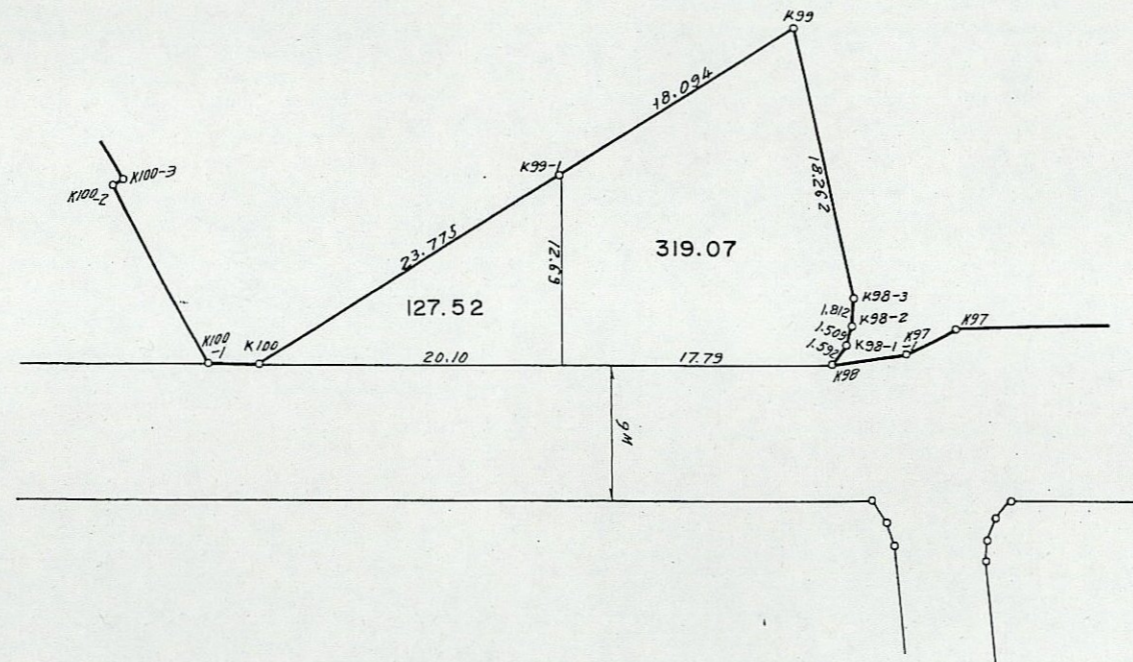 K99
18.094
K99-1
K100-3
K100-2
18.262
23.775
12.69
319.07
127.52
K98-3
1.812
K98-2
1.509
K98-1
1.592
K97
K97
-1
K100
-1
K100
20.10
17.79
K98
9M